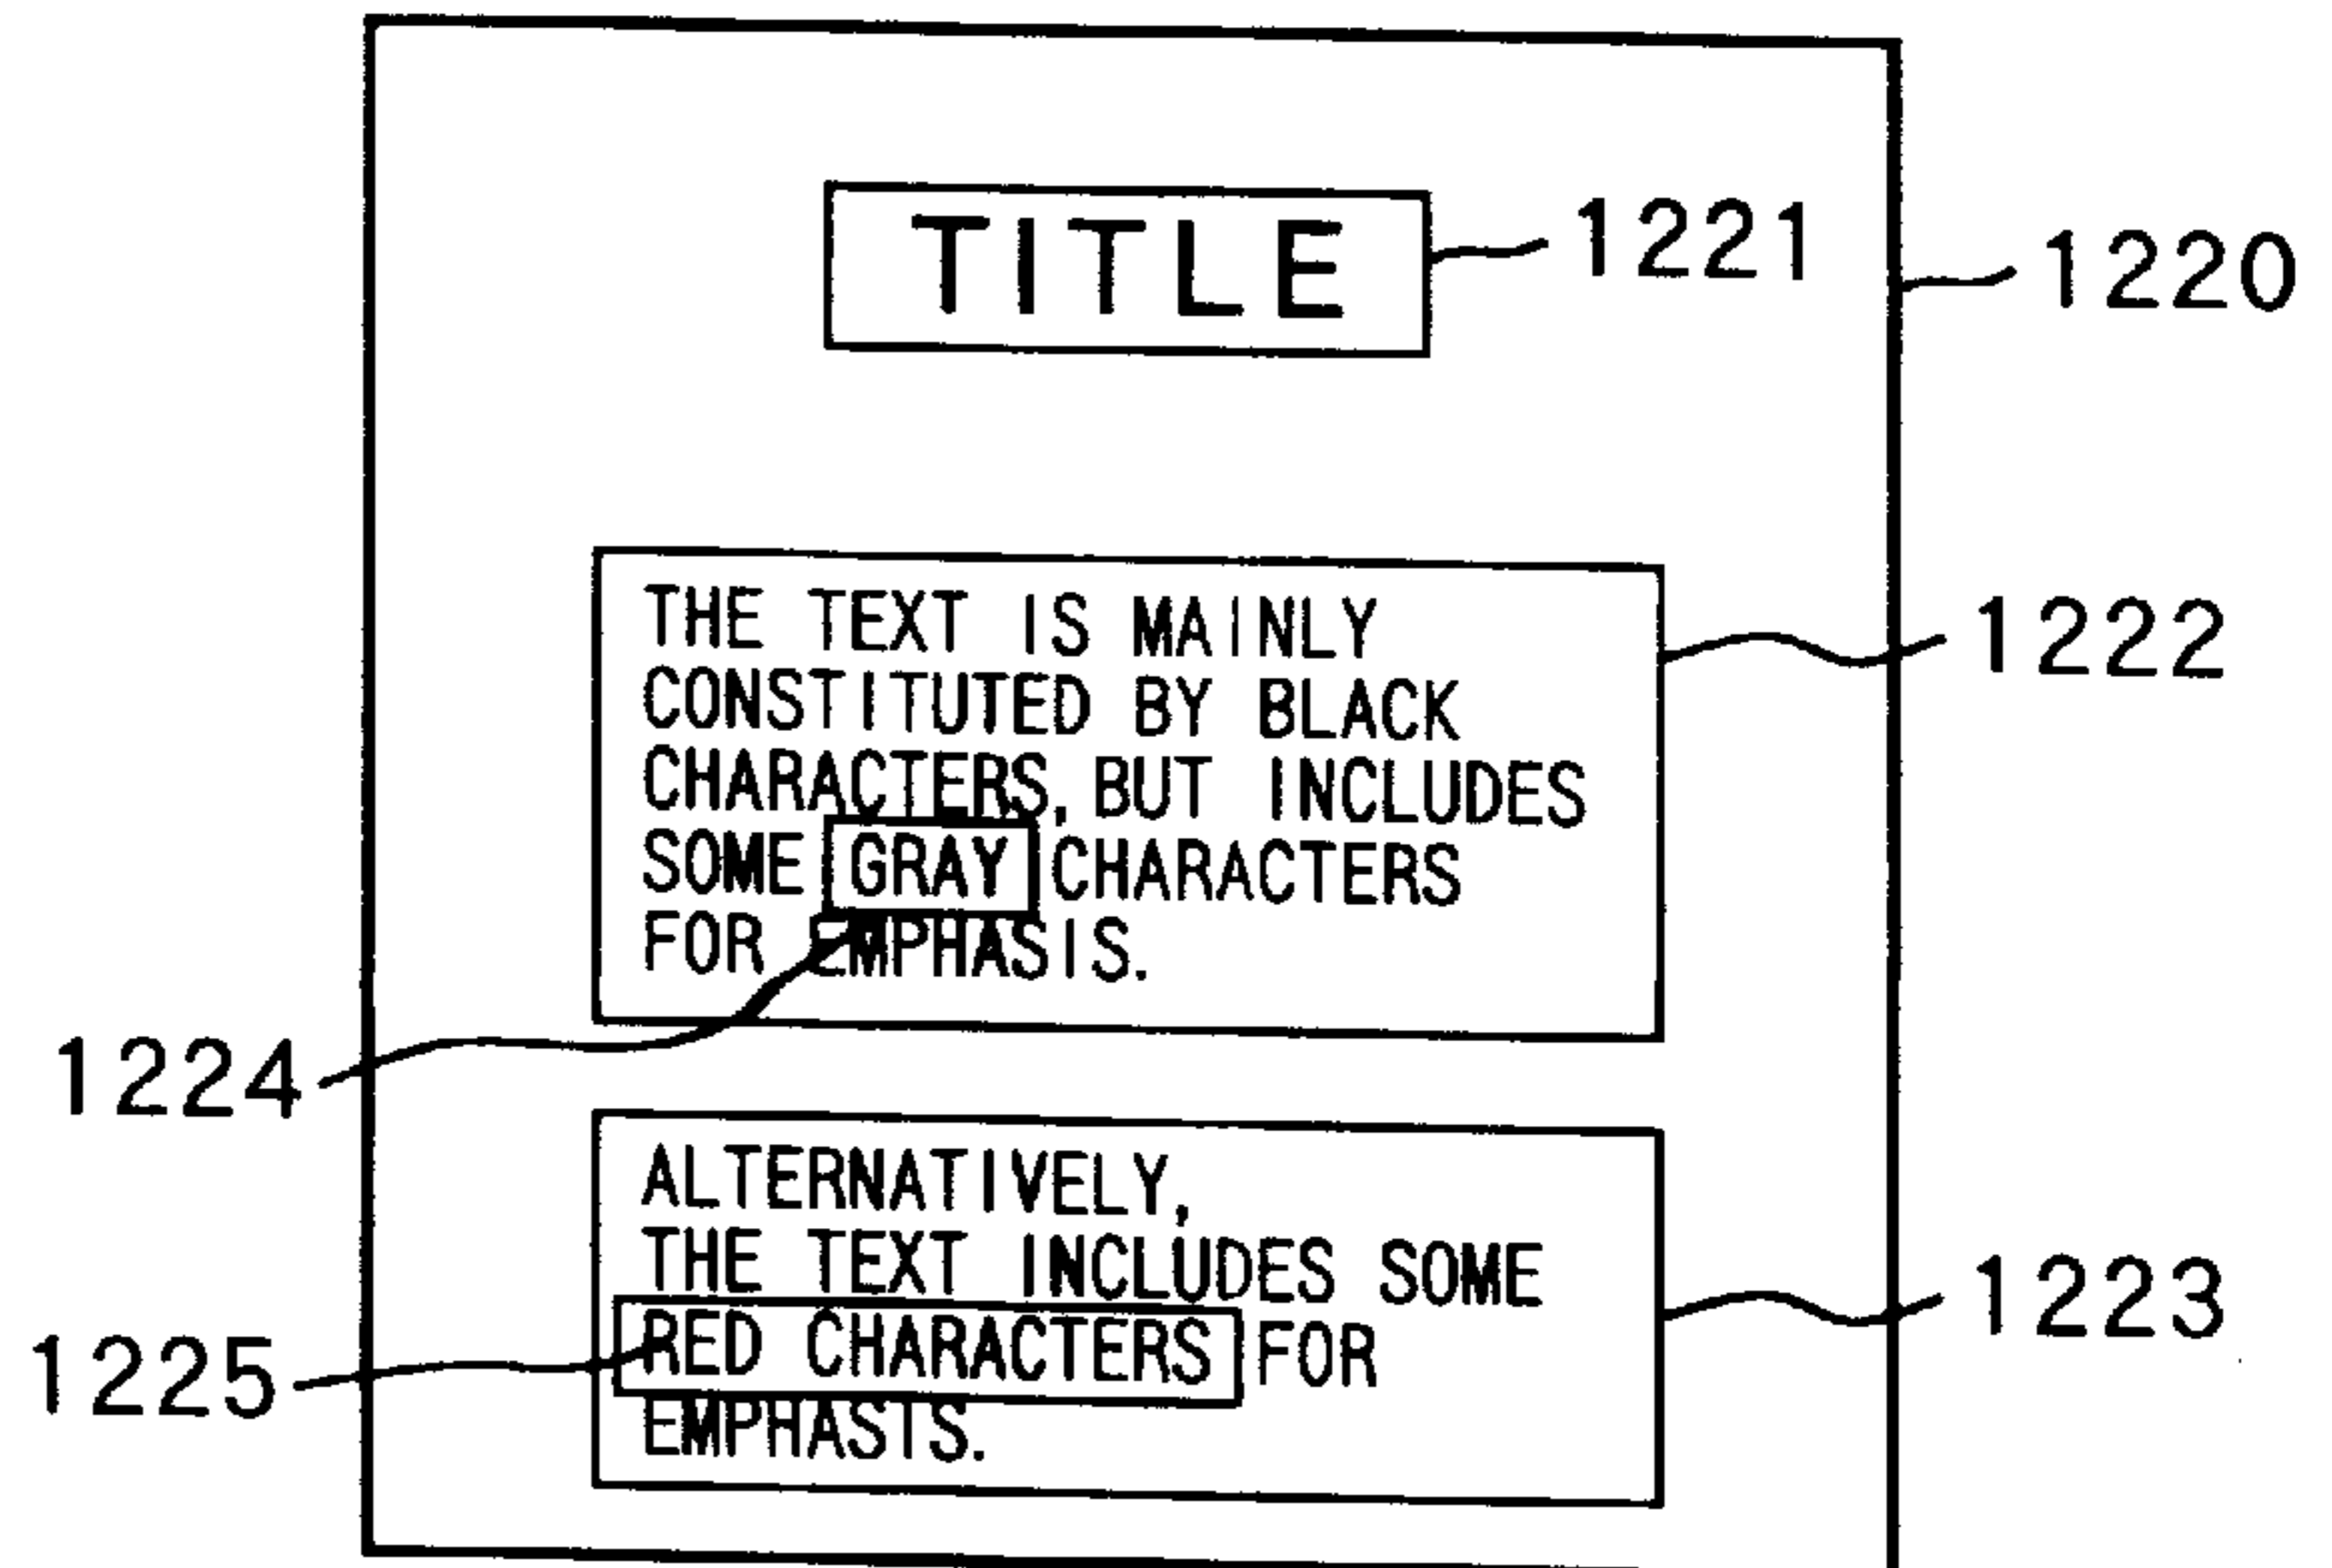 TITLE
1221
1220
THE TEXT IS MAINLY
CONSTITUTED BY BLACK
CHARACTERS, BUT INCLUDES
SOME GRAY CHARACTERS
FOR EMPHASIS.
1222
1224
ALTERNATIVELY,
THE TEXT INCLUDES SOME
RED CHARACTERS FOR
EMPHASIS.
1223
1225